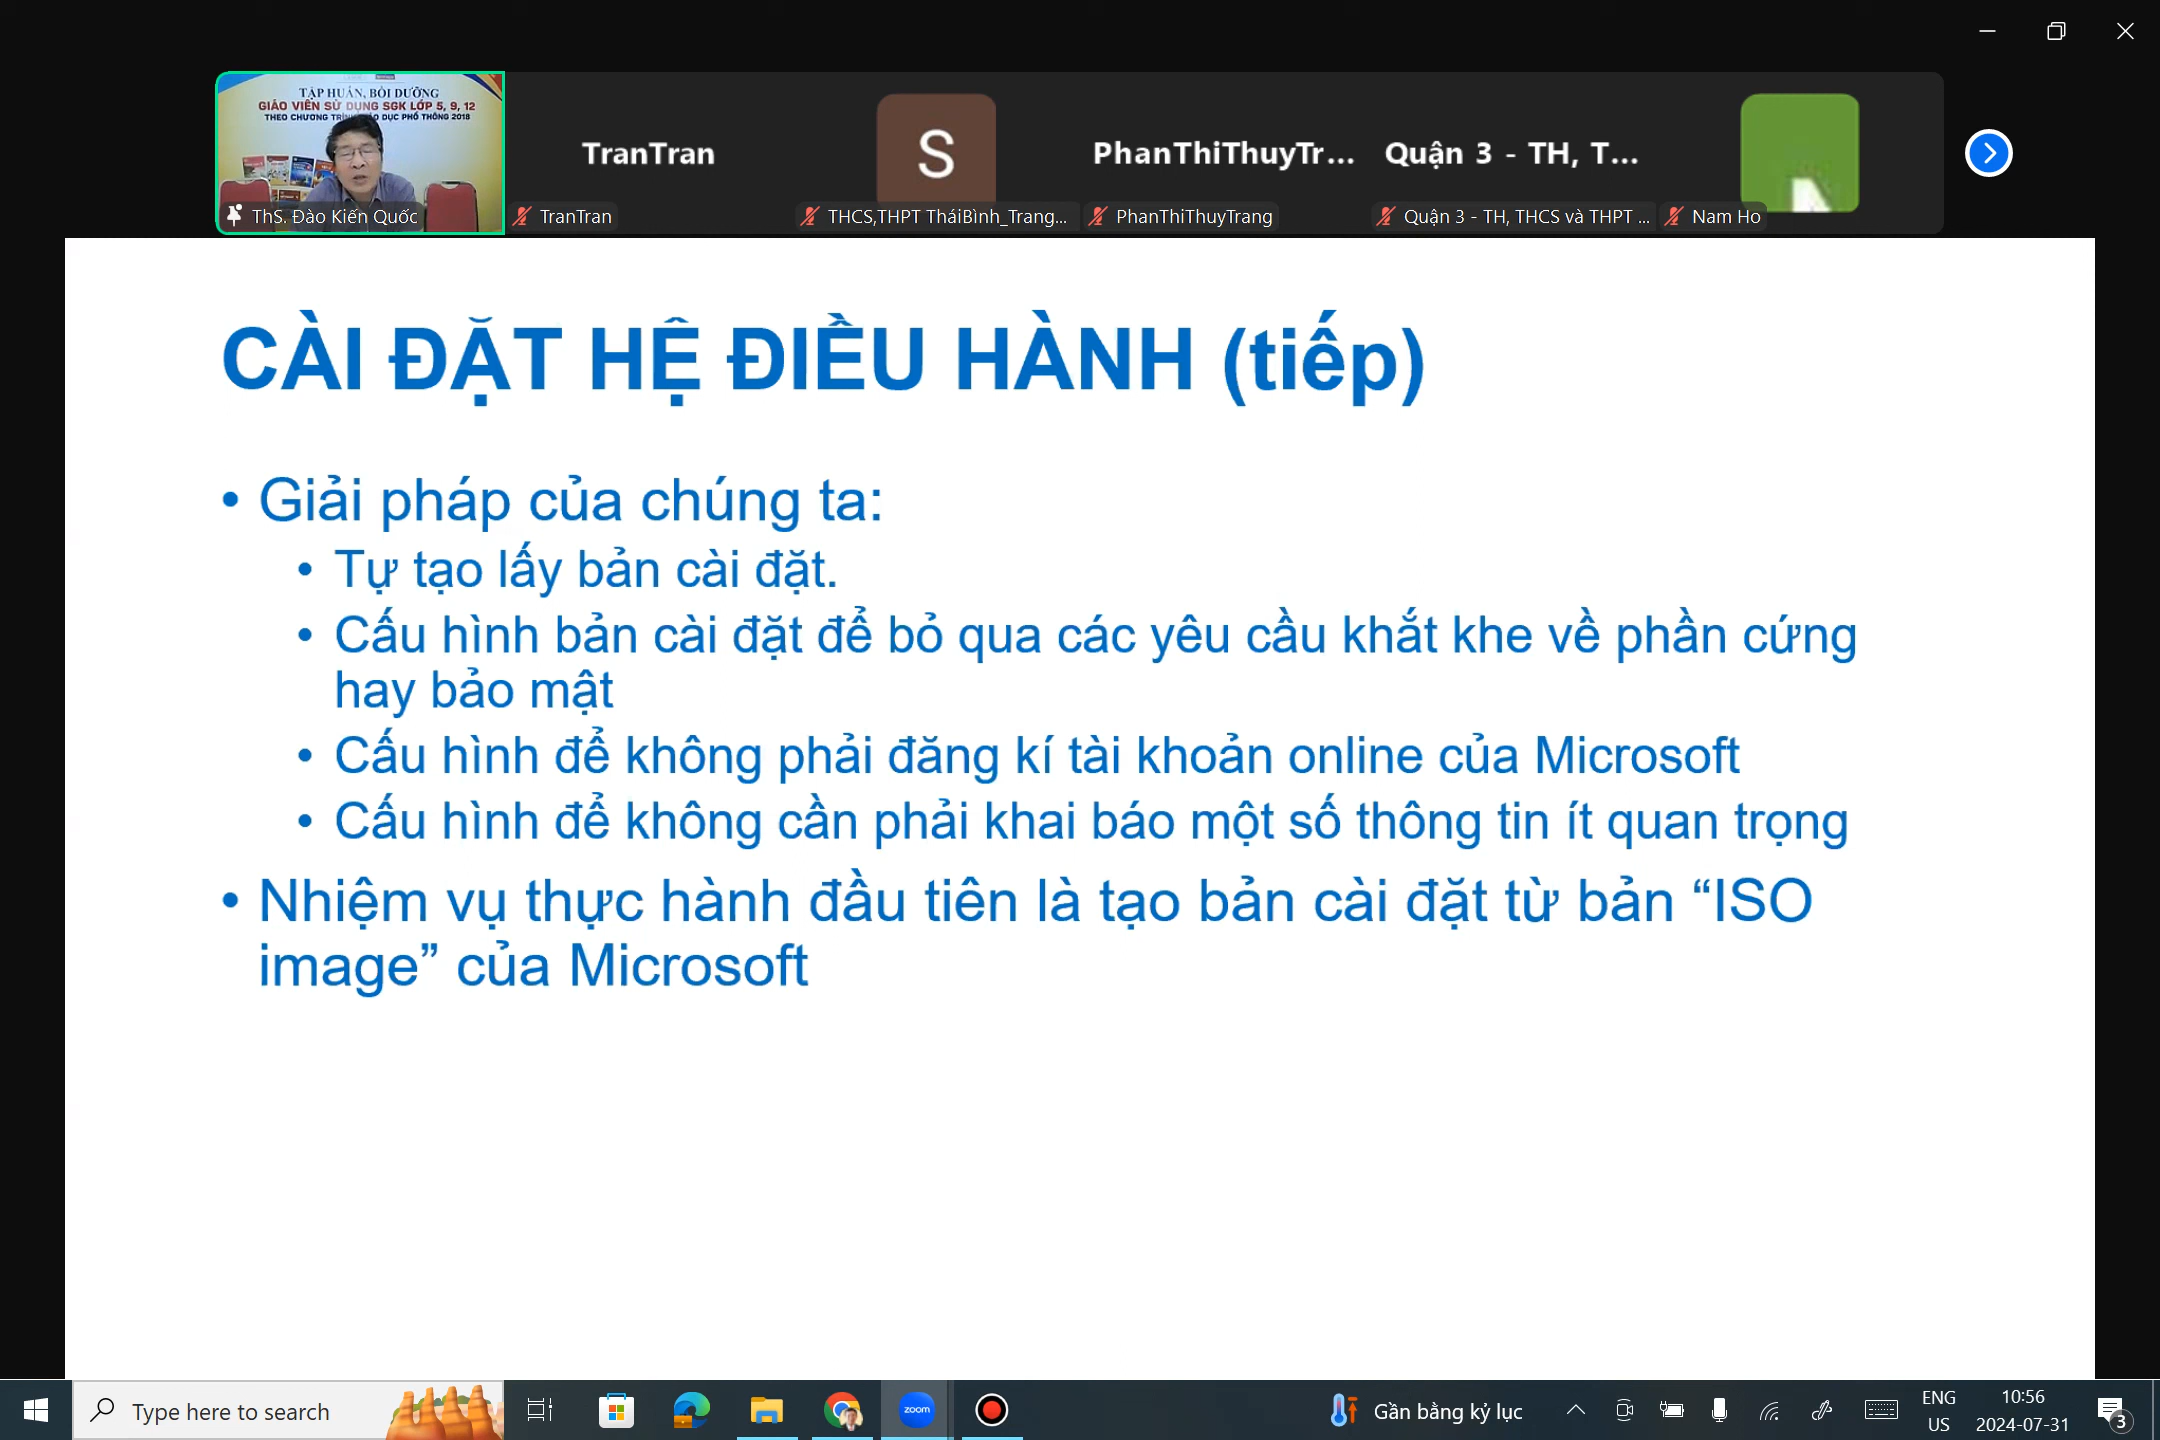 TẬP HUẤN, BỒI DƯỠNG
GIÁO VIÊN SỬ DỤNG SGK LỚP 5, 9, 12
THEO CHƯƠNG TRÌNH GIÁO DỤC PHỔ THÔNG 2018
ThS. Đào Kiến Quốc
TranTran
TranTran
S
THCS,THPT TháiBình_Trang...
PhanThiThuyTr...
PhanThiThuyTrang
Quận 3 - TH, T...
Quận 3 - TH, THCS và THPT ...
Nam Ho
CÀI ĐẶT HỆ ĐIỀU HÀNH (tiếp)
• Giải pháp của chúng ta:
• Tự tạo lấy bản cài đặt.
• Cấu hình bản cài đặt để bỏ qua các yêu cầu khắt khe về phần cứng
hay bảo mật
• Cấu hình để không phải đăng kí tài khoản online của Microsoft
• Cấu hình để không cần phải khai báo một số thông tin ít quan trọng
• Nhiệm vụ thực hành đầu tiên là tạo bản cài đặt từ bản “ISO
image” của Microsoft
Type here to search
zoom
Gần bằng kỷ lục
ENG
US
10:56
2024-07-31
3